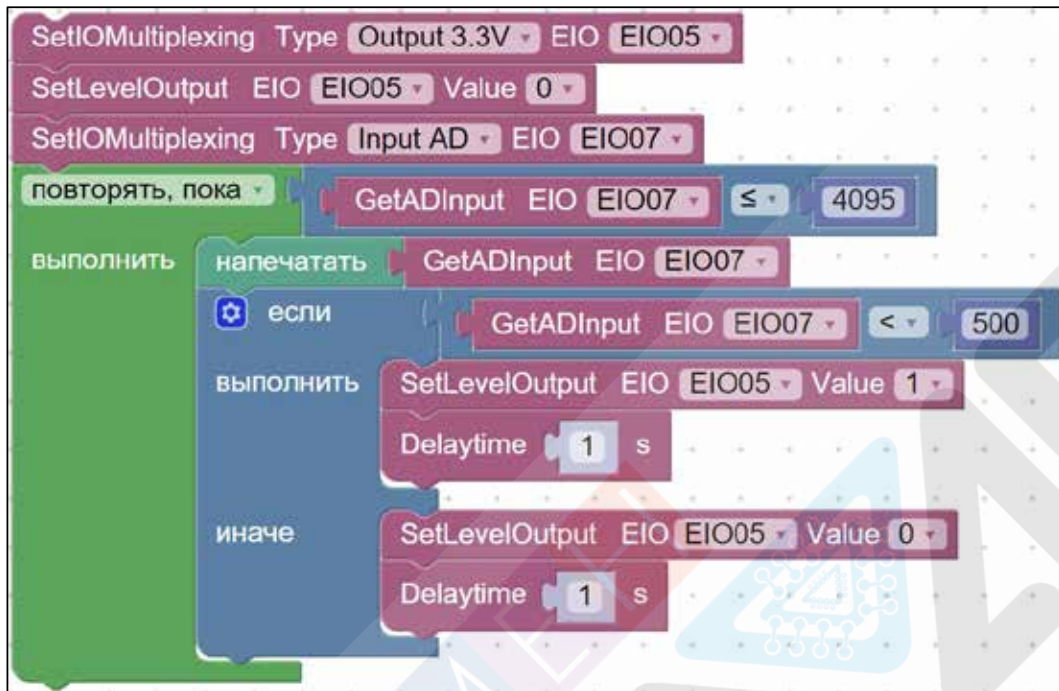 SetIOMultiplexing Type Output 3.3V EIO EIO05
SetLevelOutput EIO EIO05 Value 0
SetIOMultiplexing Type Input AD EIO EIO07
повторять, пока GetADInput EIO EIO07 ≤ 4095
выполнить напечатать GetADInput EIO EIO07
если GetADInput EIO EIO07 < 500
выполнить SetLevelOutput EIO EIO05 Value 1
Delaytime 1 s
иначе SetLevelOutput EIO EIO05 Value 0
Delaytime 1 s